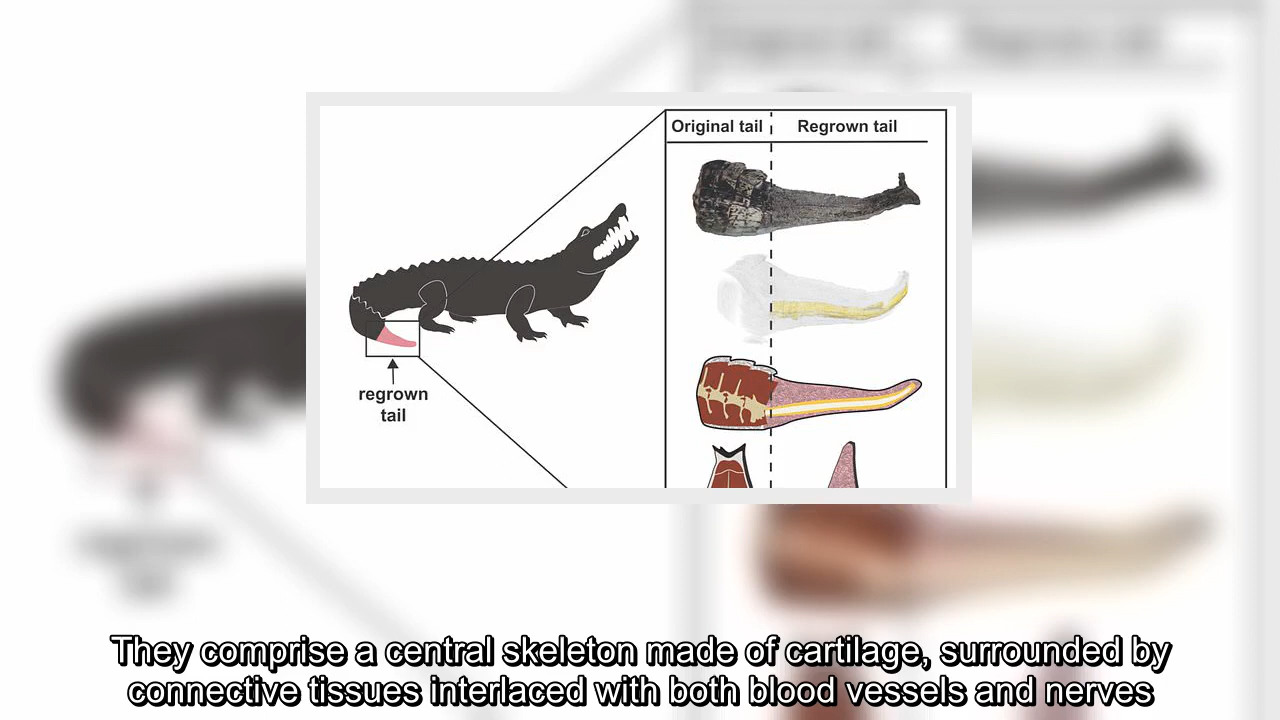 Original tail
Regrown tail
regrown
tail
They comprise a central skeleton made of cartilage, surrounded by
connective tissues interlaced with both blood vessels and nerves